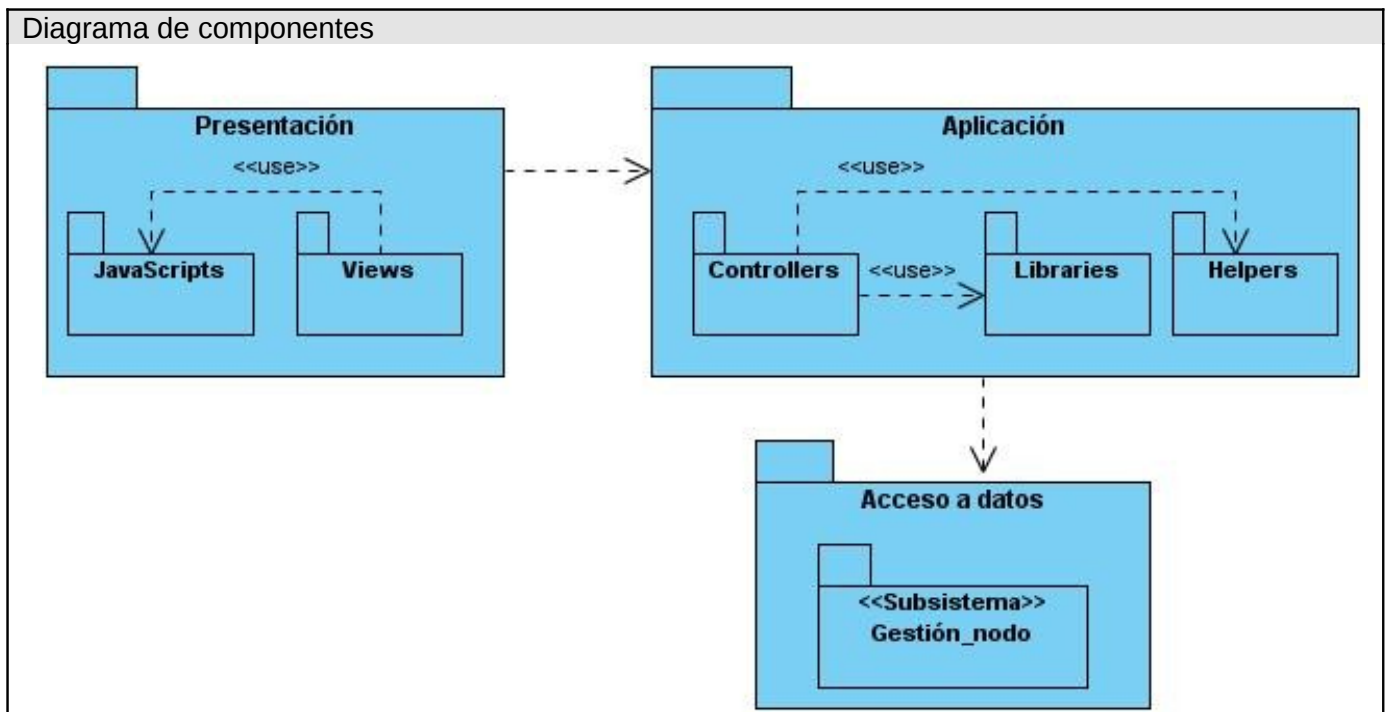 Diagrama de componentes
Presentación
<<use>>
JavaScripts
Views
Aplicación
<<use>>
Controllers
<<use>>
Libraries
Helpers
Acceso a datos
<<Subsistema>>
Gestión_nodo